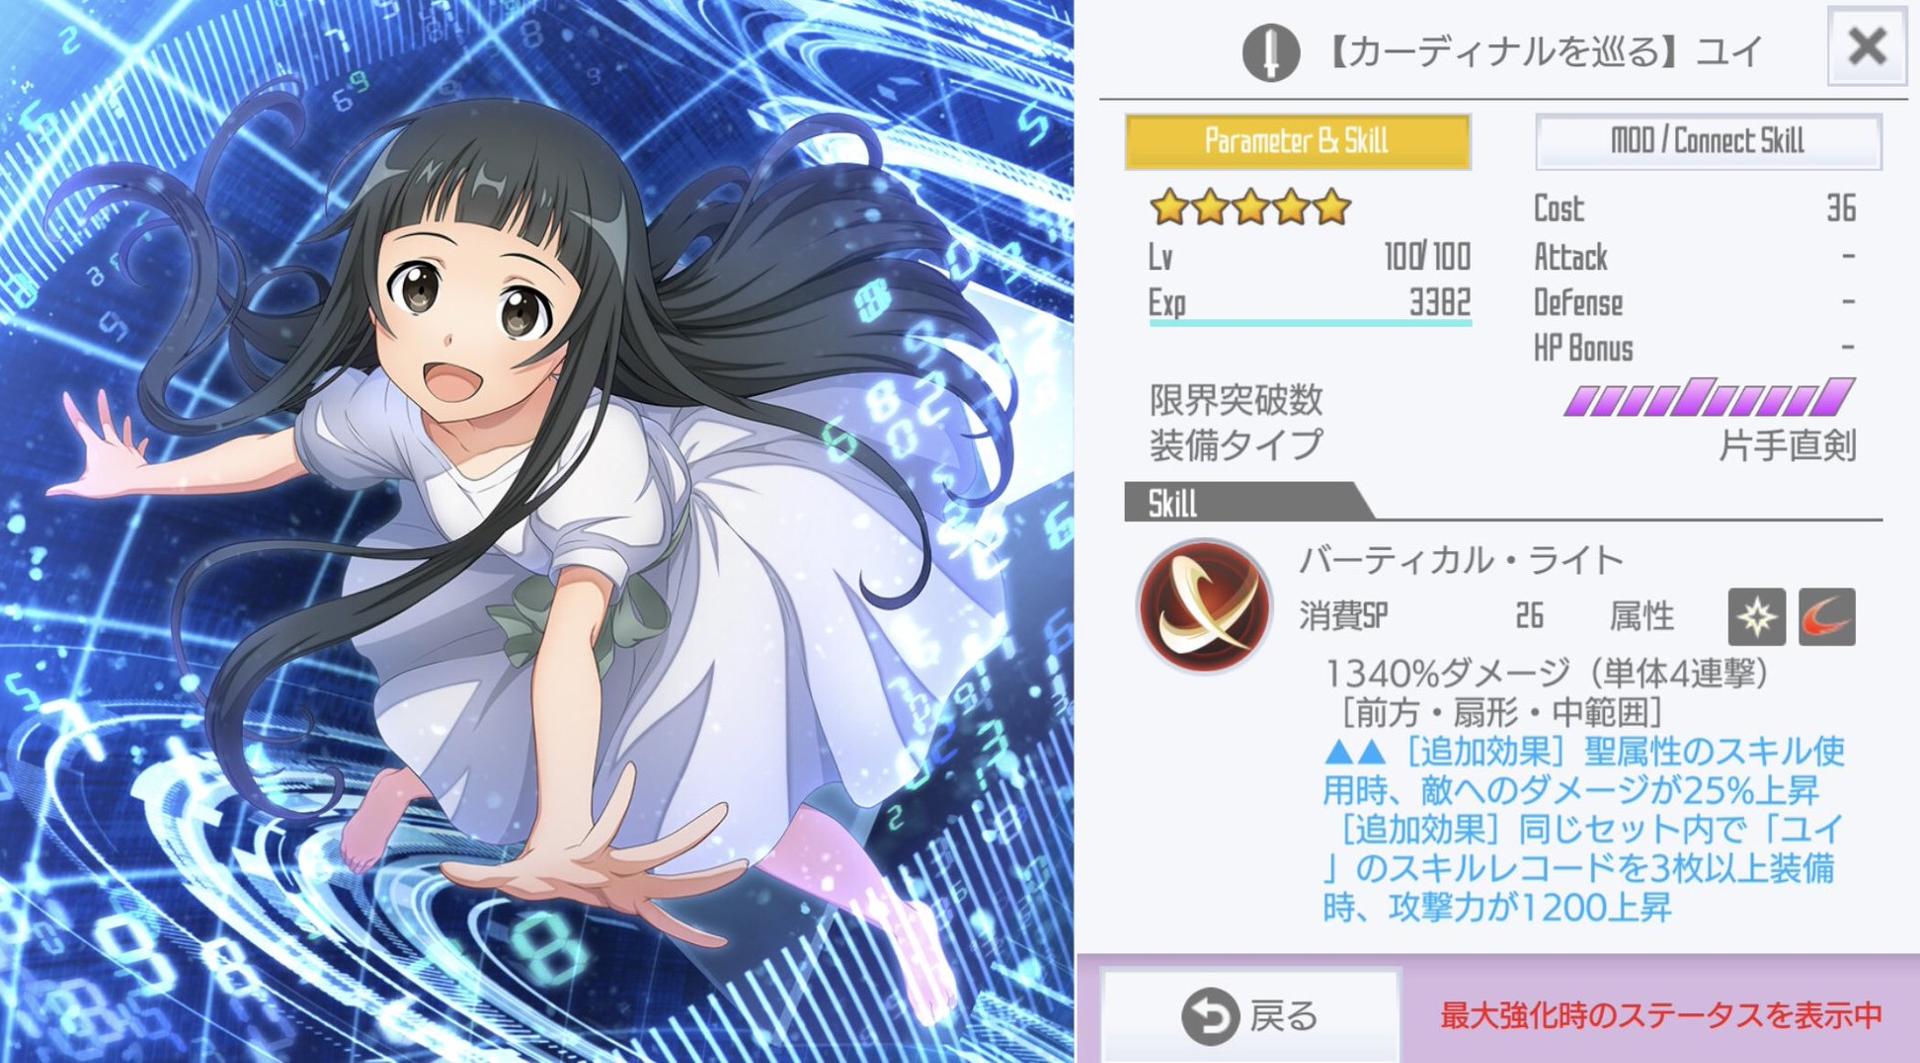 【カーディナルを巡る】ユイ
Parameter & Skill
MOD / Connect Skill
Lv 100/100
Exp 3382
Cost 36
Attack -
Defense -
HP Bonus -
限界突破数
装備タイプ 片手直剣
Skill
バーティカル・ライト
消費SP 26 属性
1340%ダメージ（単体4連撃）
［前方・扇形・中範囲］
▲▲［追加効果］聖属性のスキル使
用時、敵へのダメージが25%上昇
［追加効果］同じセット内で「ユイ
」のスキルレコードを3枚以上装備
時、攻撃力が1200上昇
戻る
最大強化時のステータスを表示中